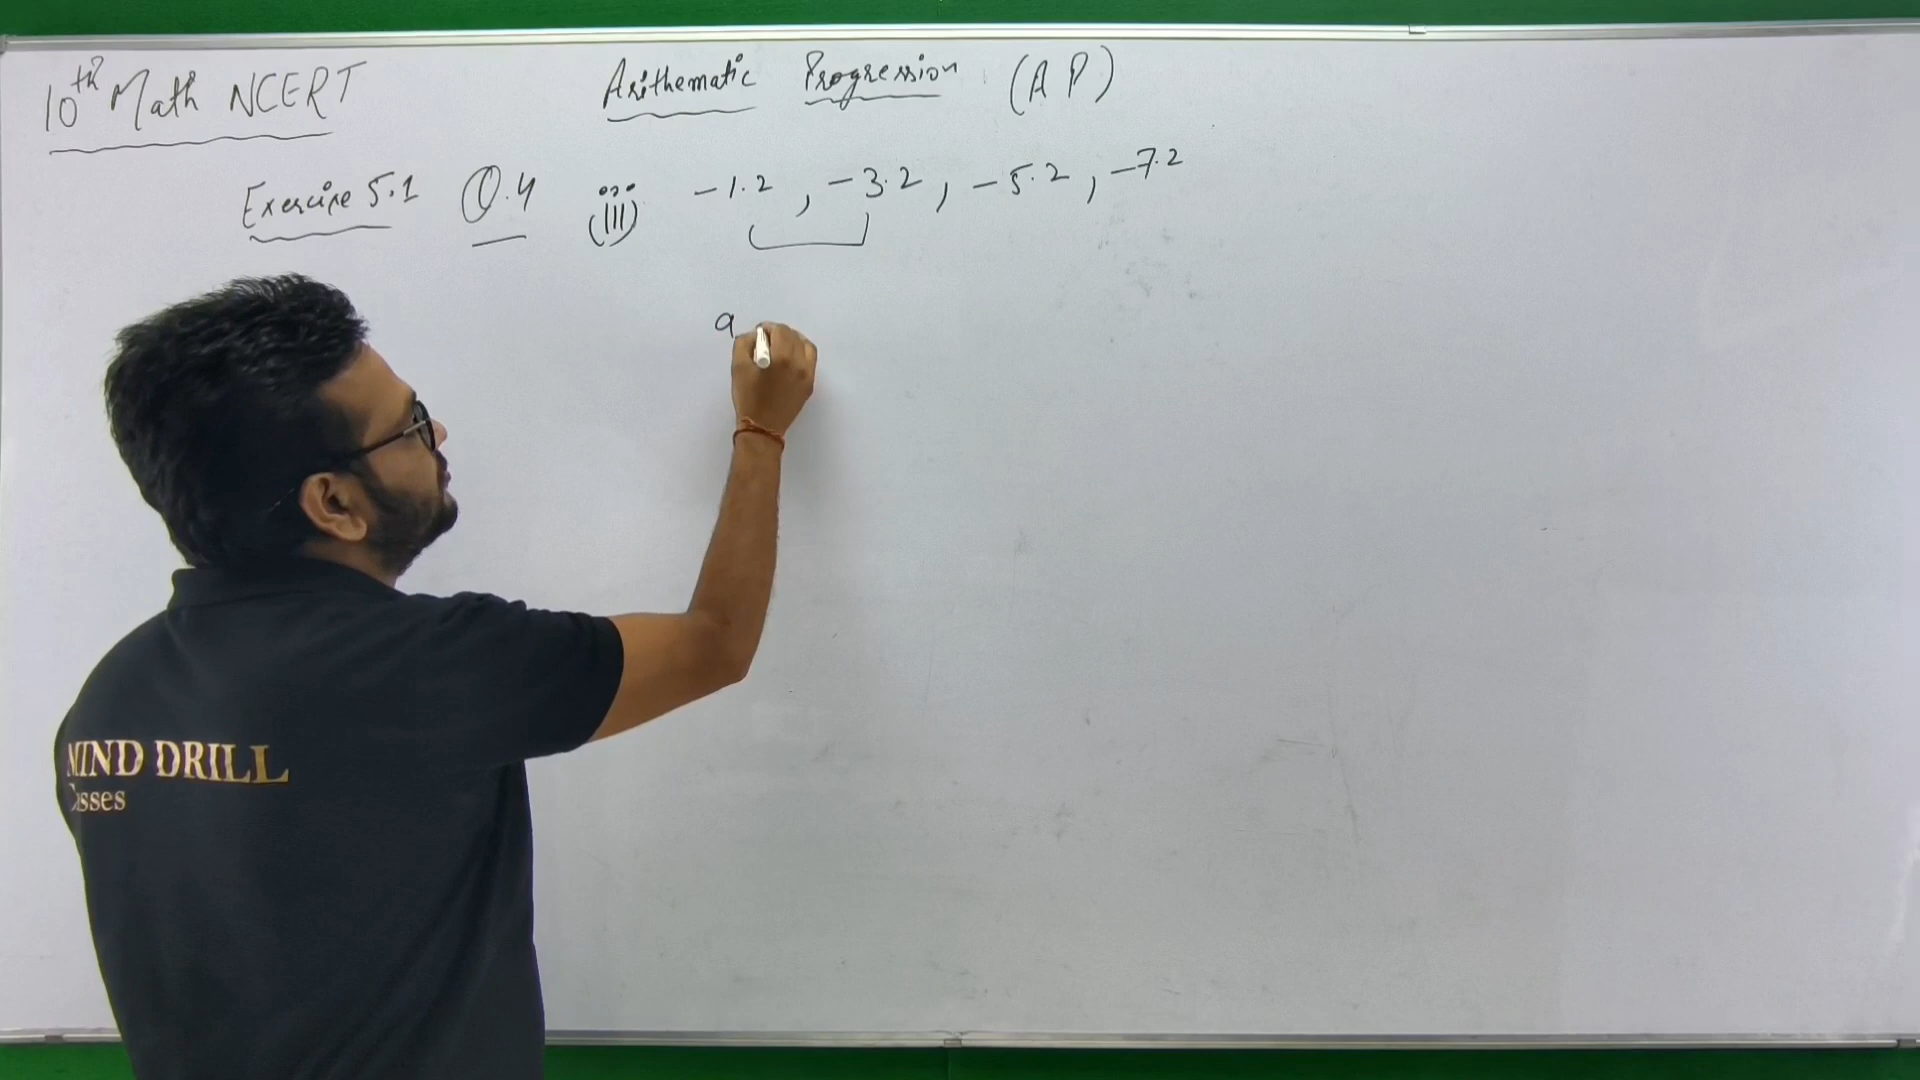 10th Math NCERT
Arithematic Progression (AP)
Exercise 5.1 Q.4 (iii) -1.2 , -3.2 , -5.2 , -7.2
a
MIND DRILL